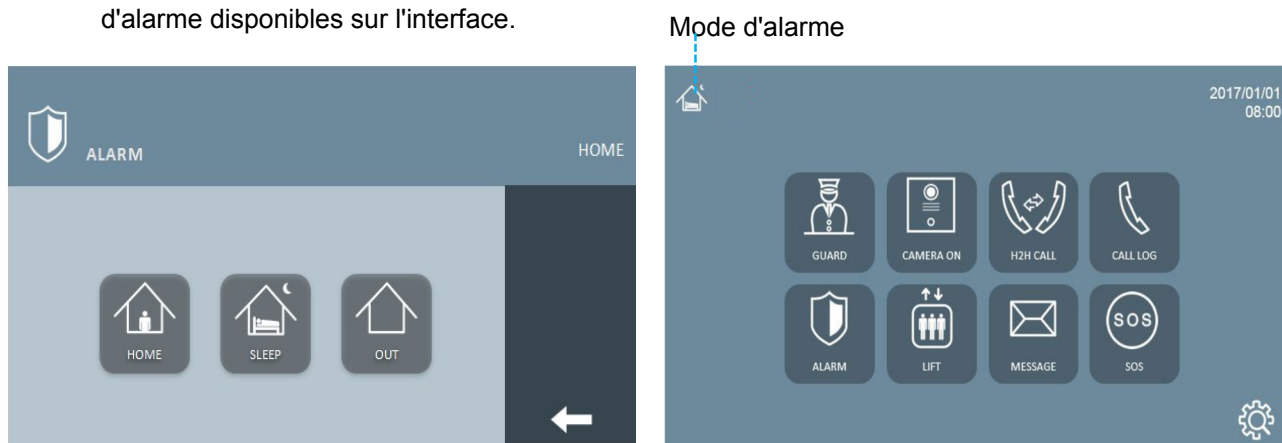 d'alarme disponibles sur l'interface.
ALARM
HOME
HOME
SLEEP
OUT
Mode d'alarme
2017/01/01
08:00
GUARD
CAMERA ON
H2H CALL
CALL LOG
ALARM
LIFT
MESSAGE
SOS
SOS